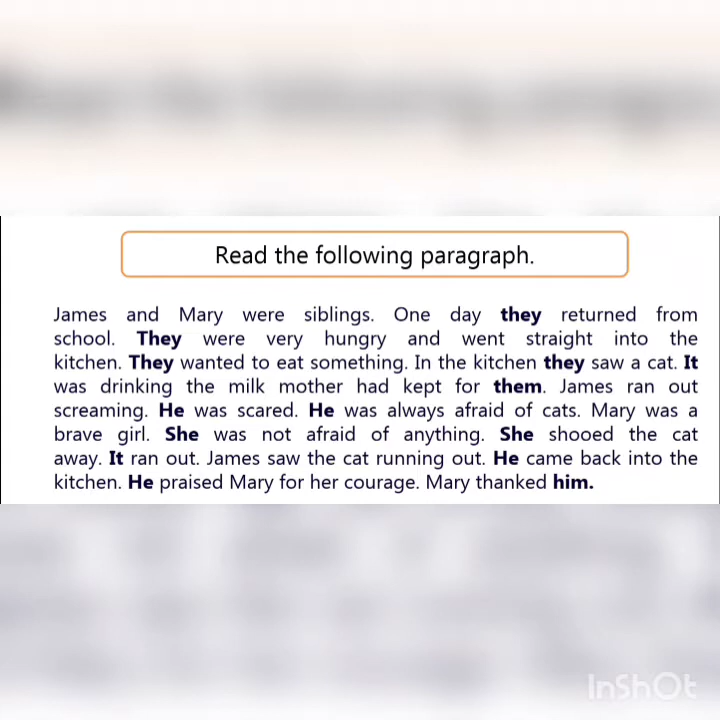 Read the following paragraph.
James and Mary were siblings. One day they returned from
school. They were very hungry and went straight into the
kitchen. They wanted to eat something. In the kitchen they saw a cat. It
was drinking the milk mother had kept for them. James ran out
screaming. He was scared. He was always afraid of cats. Mary was a
brave girl. She was not afraid of anything. She shooed the cat
away. It ran out. James saw the cat running out. He came back into the
kitchen. He praised Mary for her courage. Mary thanked him.
InShOt